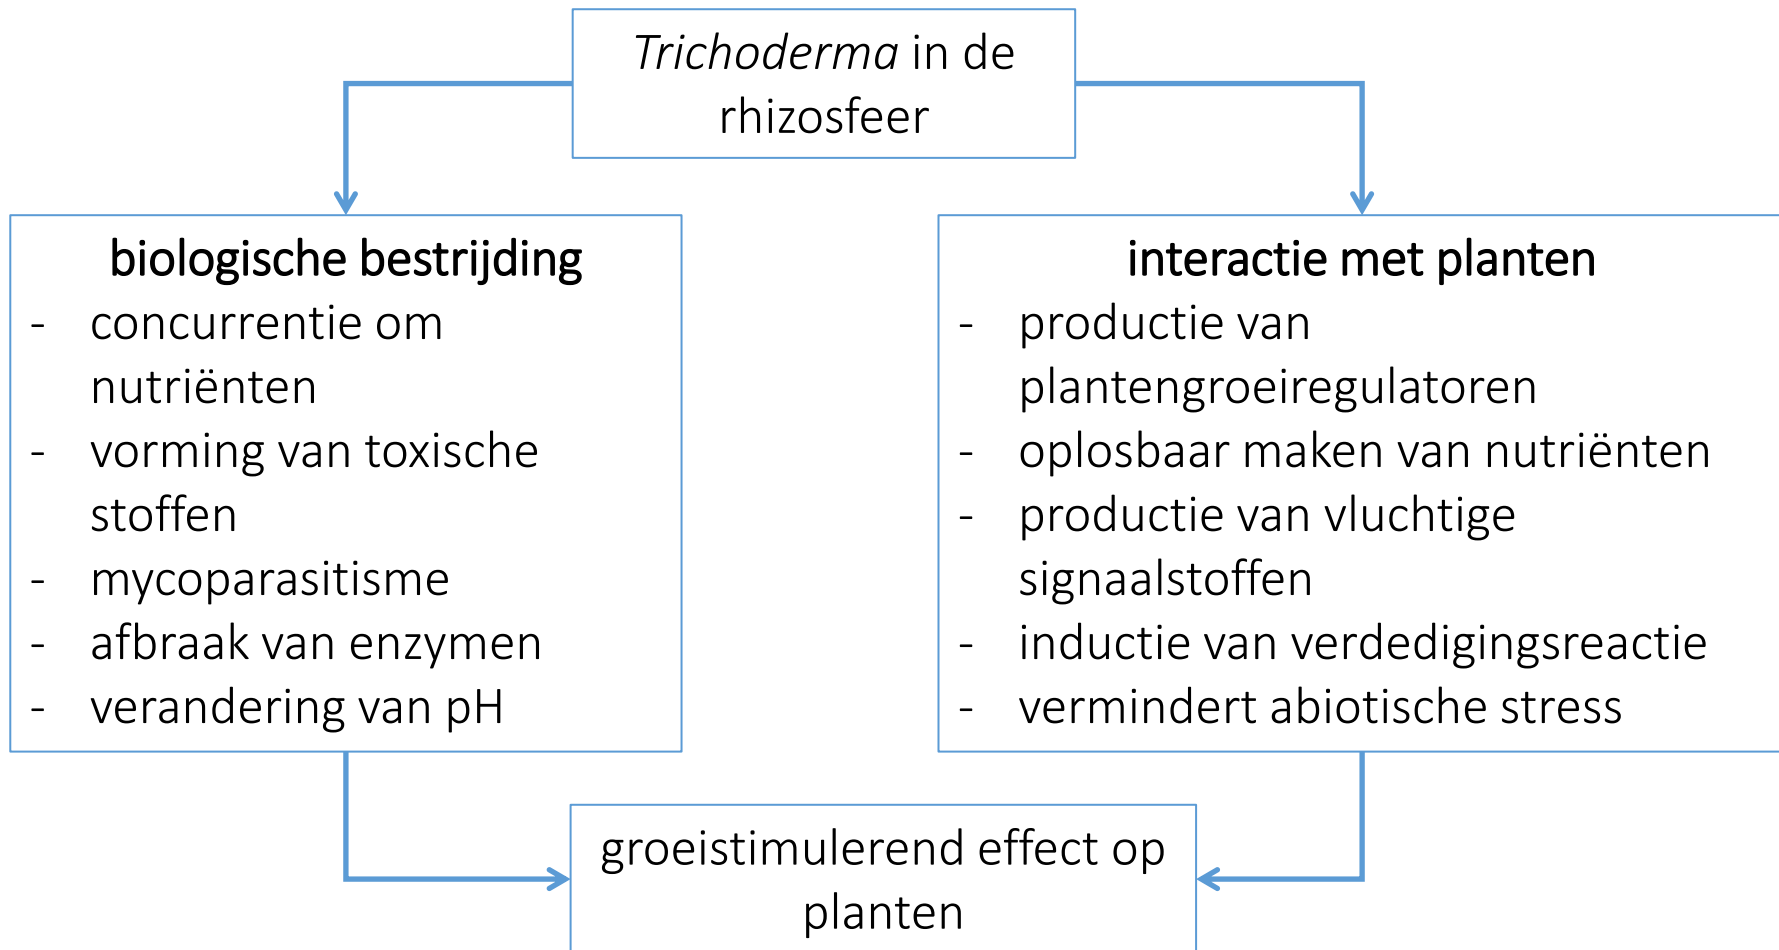 Trichoderma in de
rhizosfeer
biologische bestrijding
- concurrentie om
nutriënten
- vorming van toxische
stoffen
- mycoparasitisme
- afbraak van enzymen
- verandering van pH
interactie met planten
- productie van
plantengroeiregulatoren
- oplosbaar maken van nutriënten
- productie van vluchtige
signaalstoffen
- inductie van verdedigingsreactie
- vermindert abiotische stress
groeistimulerend effect op
planten